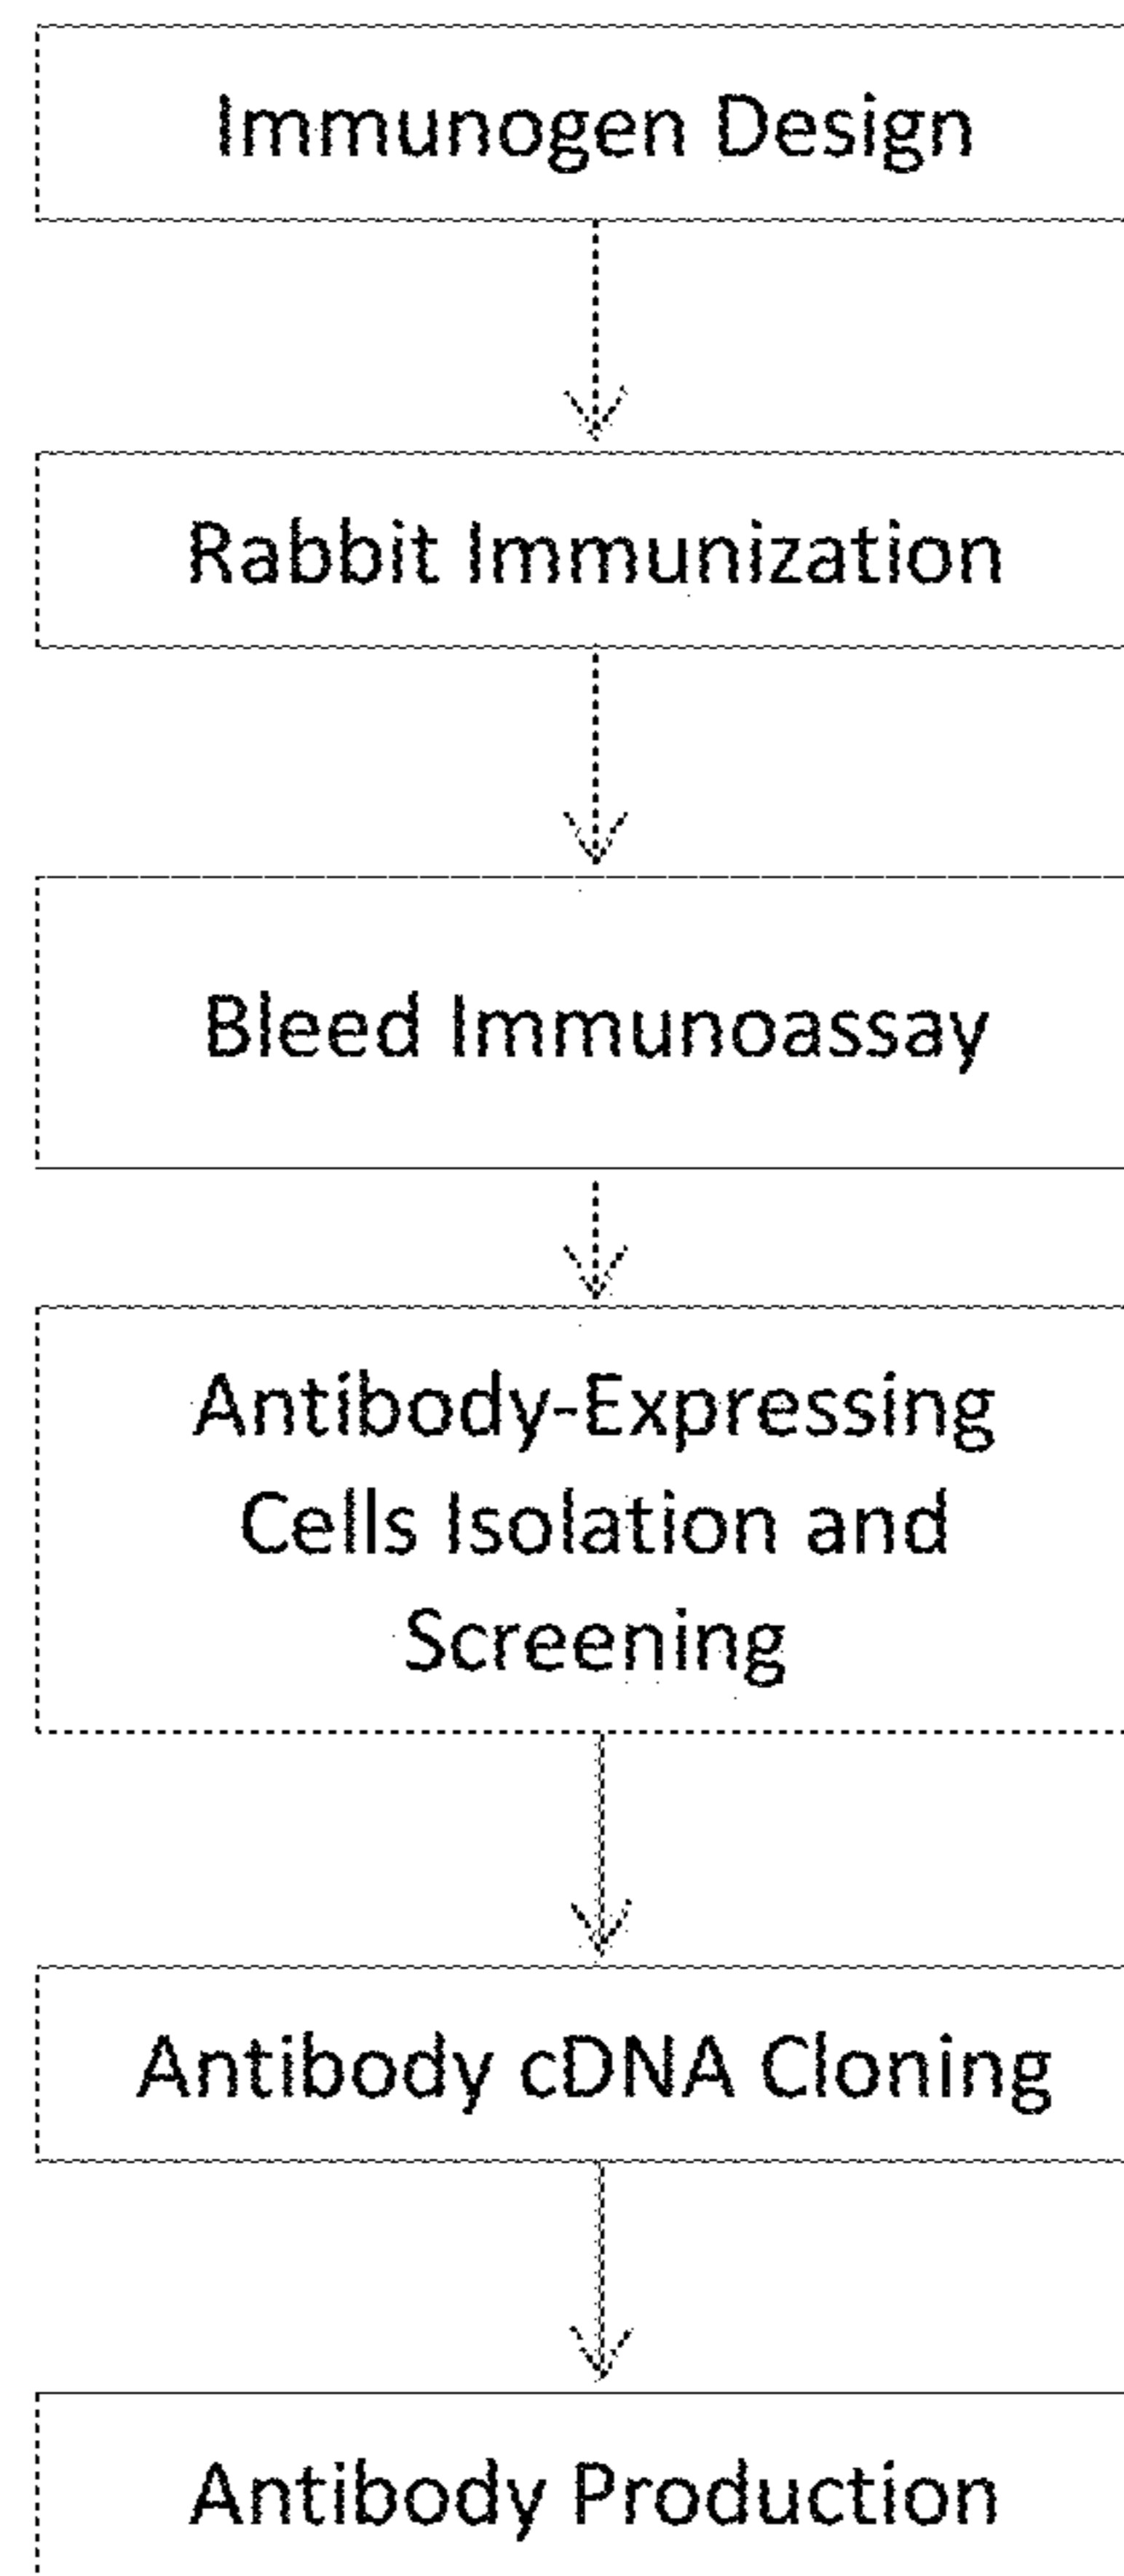 Immunogen Design
Rabbit Immunization
Bleed Immunoassay
Antibody-Expressing
Cells Isolation and
Screening
Antibody cDNA Cloning
Antibody Production